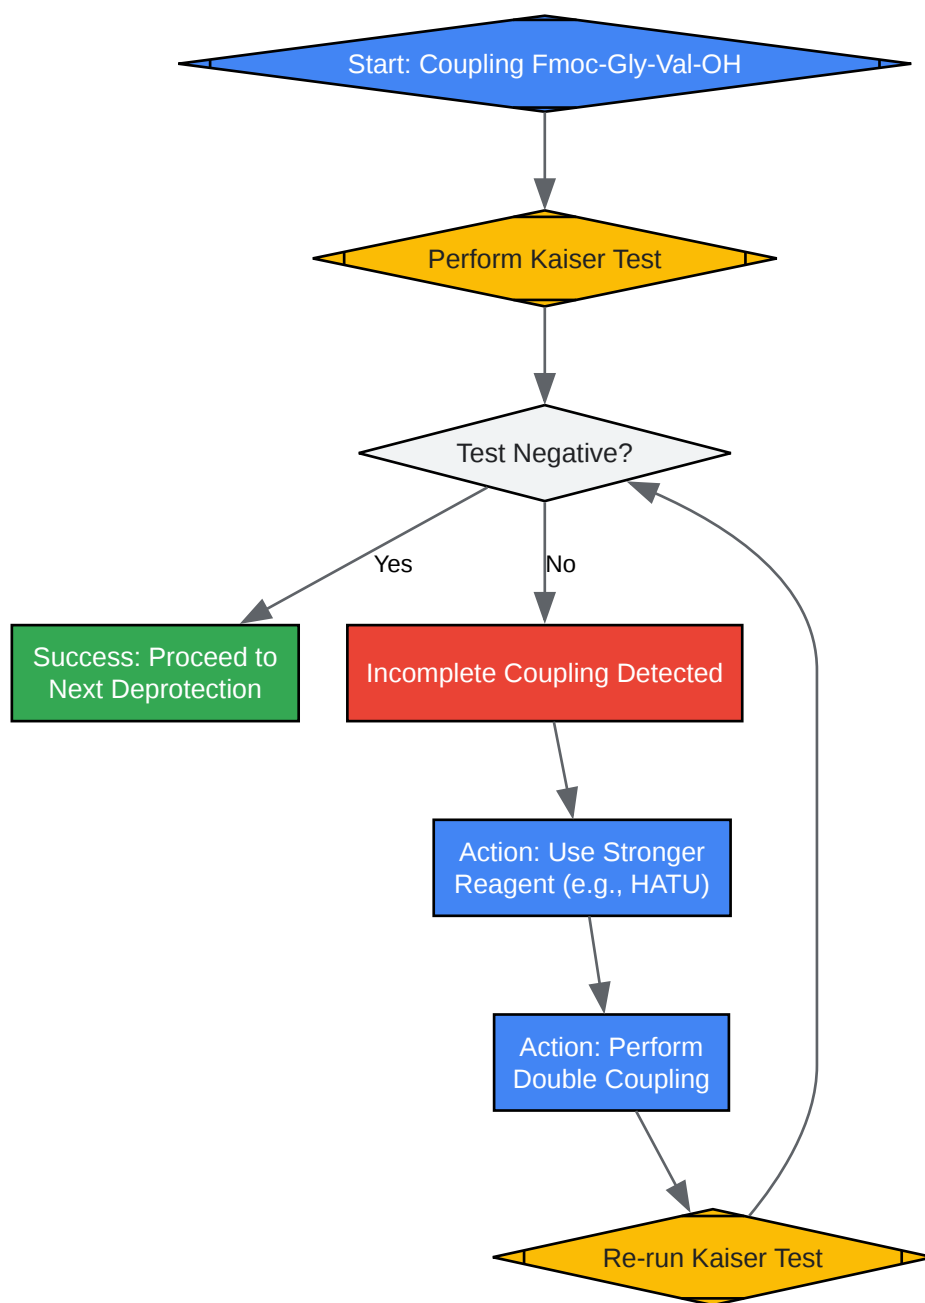 Start: Coupling Fmoc-Gly-Val-OH
Perform Kaiser Test
Test Negative?
Yes
No
Success: Proceed to
Next Deprotection
Incomplete Coupling Detected
Action: Use Stronger
Reagent (e.g., HATU)
Action: Perform
Double Coupling
Re-run Kaiser Test